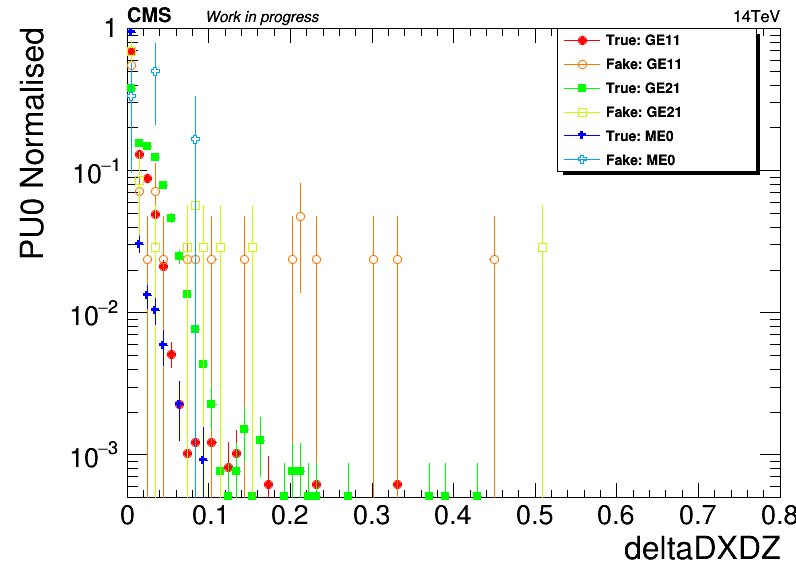 CMS Work in progress 14TeV
PU0 Normalised
True: GE11
Fake: GE11
True: GE21
Fake: GE21
True: ME0
Fake: ME0
1
10⁻¹
10⁻²
10⁻³
0 0.1 0.2 0.3 0.4 0.5 0.6 0.7 0.8
deltaDXDZ